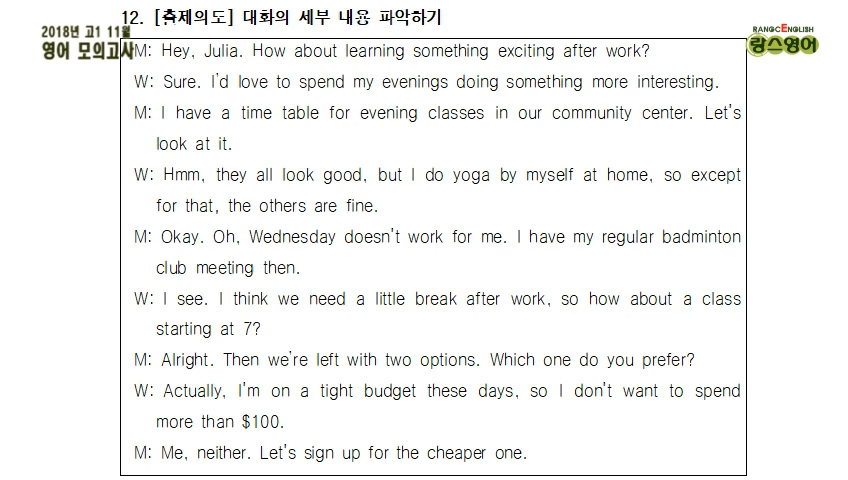 12. [출제의도] 대화의 세부 내용 파악하기
2018년 고1 11월
영어 모의고사
RANGCENGLISH
랑스영어
M: Hey, Julia. How about learning something exciting after work?
W: Sure. I'd love to spend my evenings doing something more interesting.
M: I have a time table for evening classes in our community center. Let's
look at it.
W: Hmm, they all look good, but I do yoga by myself at home, so except
for that, the others are fine.
M: Okay. Oh, Wednesday doesn't work for me. I have my regular badminton
club meeting then.
W: I see. I think we need a little break after work, so how about a class
starting at 7?
M: Alright. Then we're left with two options. Which one do you prefer?
W: Actually, I'm on a tight budget these days, so I don't want to spend
more than $100.
M: Me, neither. Let's sign up for the cheaper one.